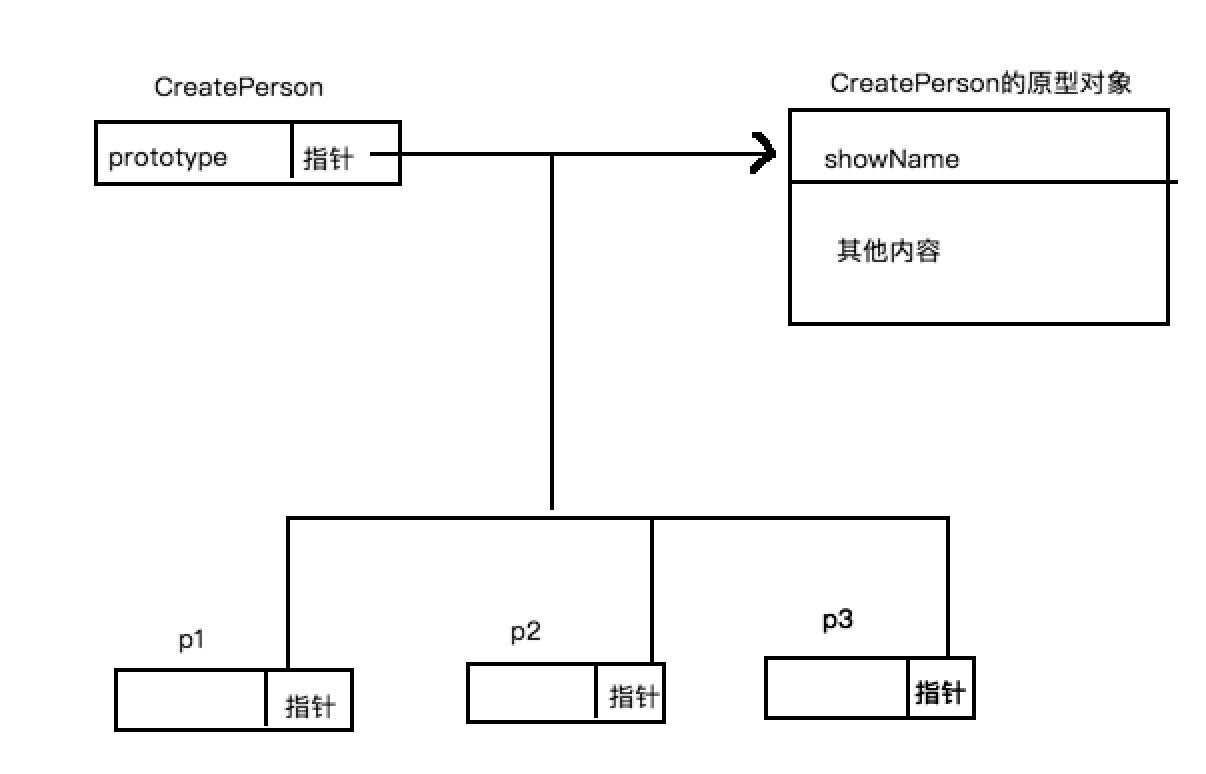 CreatePerson
CreatePerson的原型对象
prototype
指针
showName
其他内容
p1
p2
p3
指针
指针
指针